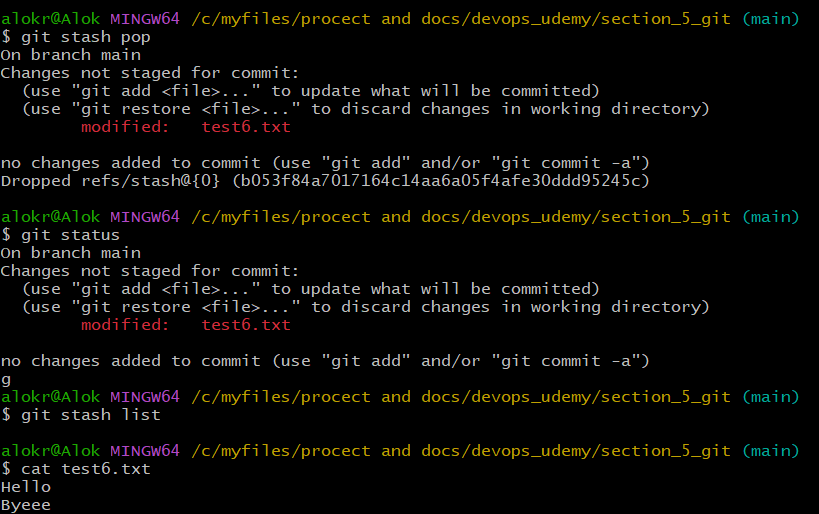 alokr@Alok MINGW64 /c/myfiles/procect and docs/devops_udemy/section_5_git (main)
$ git stash pop
On branch main
Changes not staged for commit:
  (use "git add <file>..." to update what will be committed)
  (use "git restore <file>..." to discard changes in working directory)
        modified:   test6.txt

no changes added to commit (use "git add" and/or "git commit -a")
Dropped refs/stash@{0} (b053f84a7017164c14aa6a05f4afe30ddd95245c)

alokr@Alok MINGW64 /c/myfiles/procect and docs/devops_udemy/section_5_git (main)
$ git status
On branch main
Changes not staged for commit:
  (use "git add <file>..." to update what will be committed)
  (use "git restore <file>..." to discard changes in working directory)
        modified:   test6.txt

no changes added to commit (use "git add" and/or "git commit -a")
g
alokr@Alok MINGW64 /c/myfiles/procect and docs/devops_udemy/section_5_git (main)
$ git stash list

alokr@Alok MINGW64 /c/myfiles/procect and docs/devops_udemy/section_5_git (main)
$ cat test6.txt
Hello
Byeee